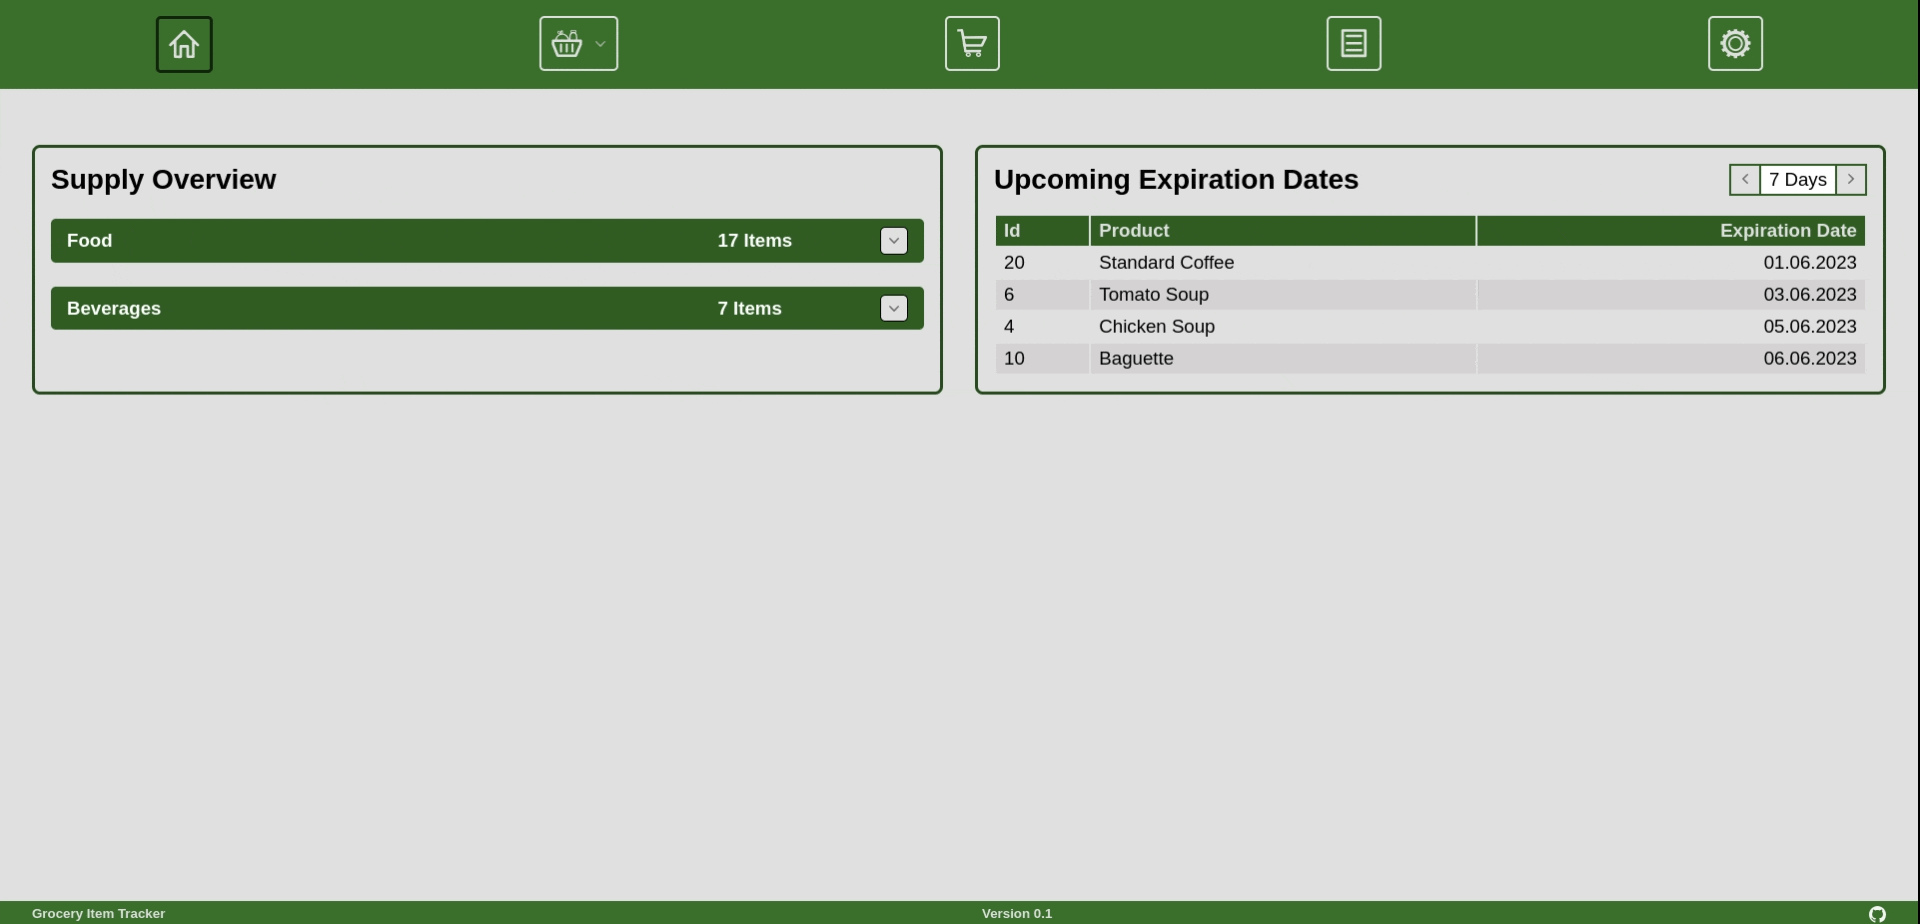 Supply Overview
Food 17 Items
Beverages 7 Items
Upcoming Expiration Dates 7 Days
Id Product Expiration Date
20 Standard Coffee 01.06.2023
6 Tomato Soup 03.06.2023
4 Chicken Soup 05.06.2023
10 Baguette 06.06.2023
Grocery Item Tracker Version 0.1